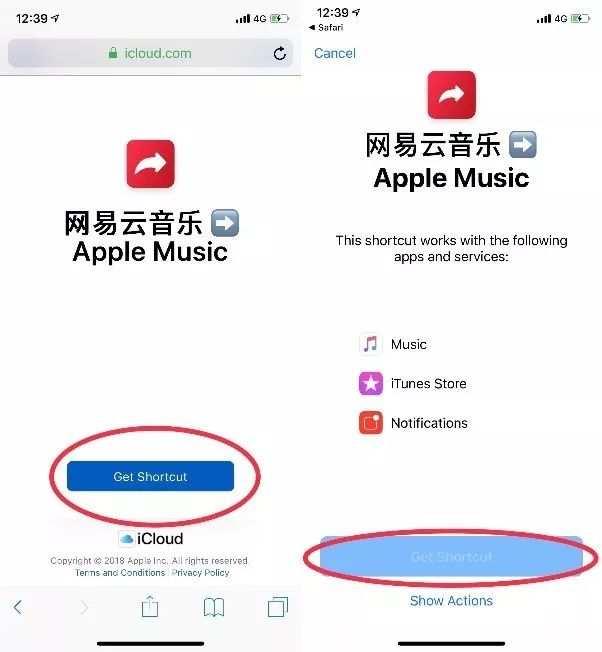 12:39
4G
icloud.com
网易云音乐 ➡️
Apple Music
Get Shortcut
iCloud
Copyright © 2018 Apple Inc. All rights reserved.
Terms and Conditions | Privacy Policy
12:39
4G
Safari
Cancel
网易云音乐 ➡️
Apple Music
This shortcut works with the following
apps and services:
Music
iTunes Store
Notifications
Get Shortcut
Show Actions